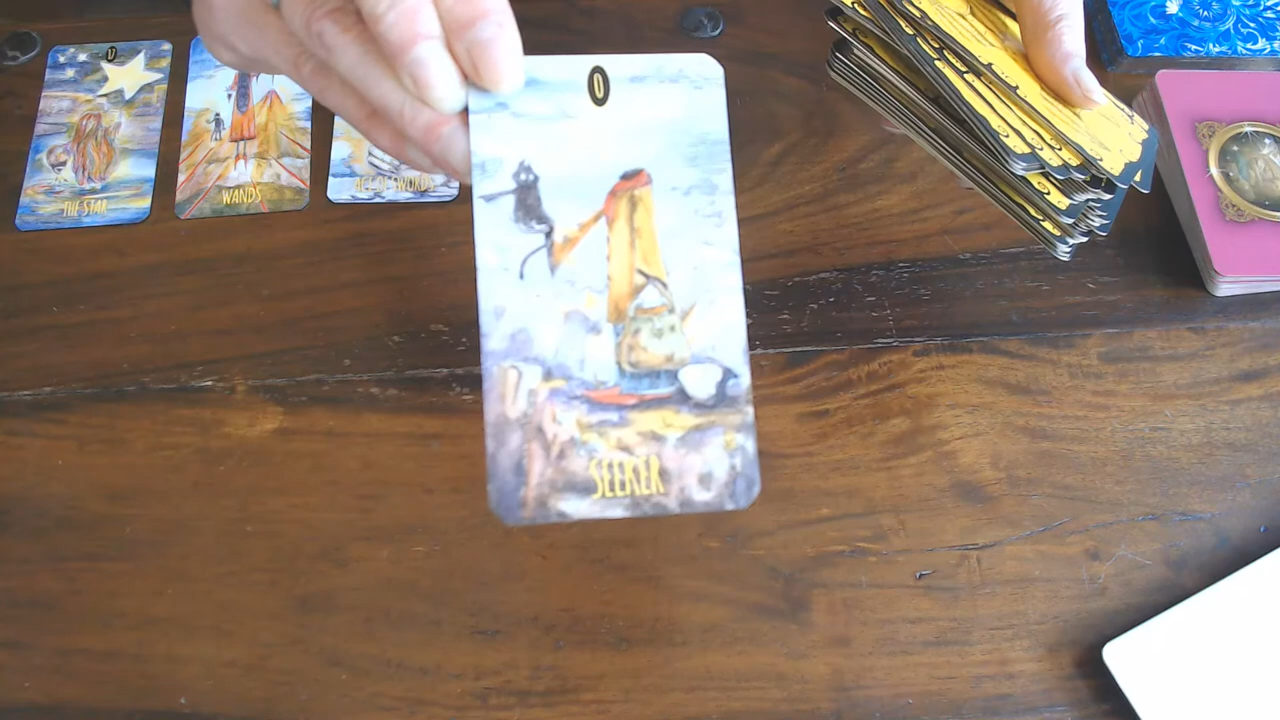 17
THE STAR
WANDS
ACE OF SWORDS
0
SEEKER